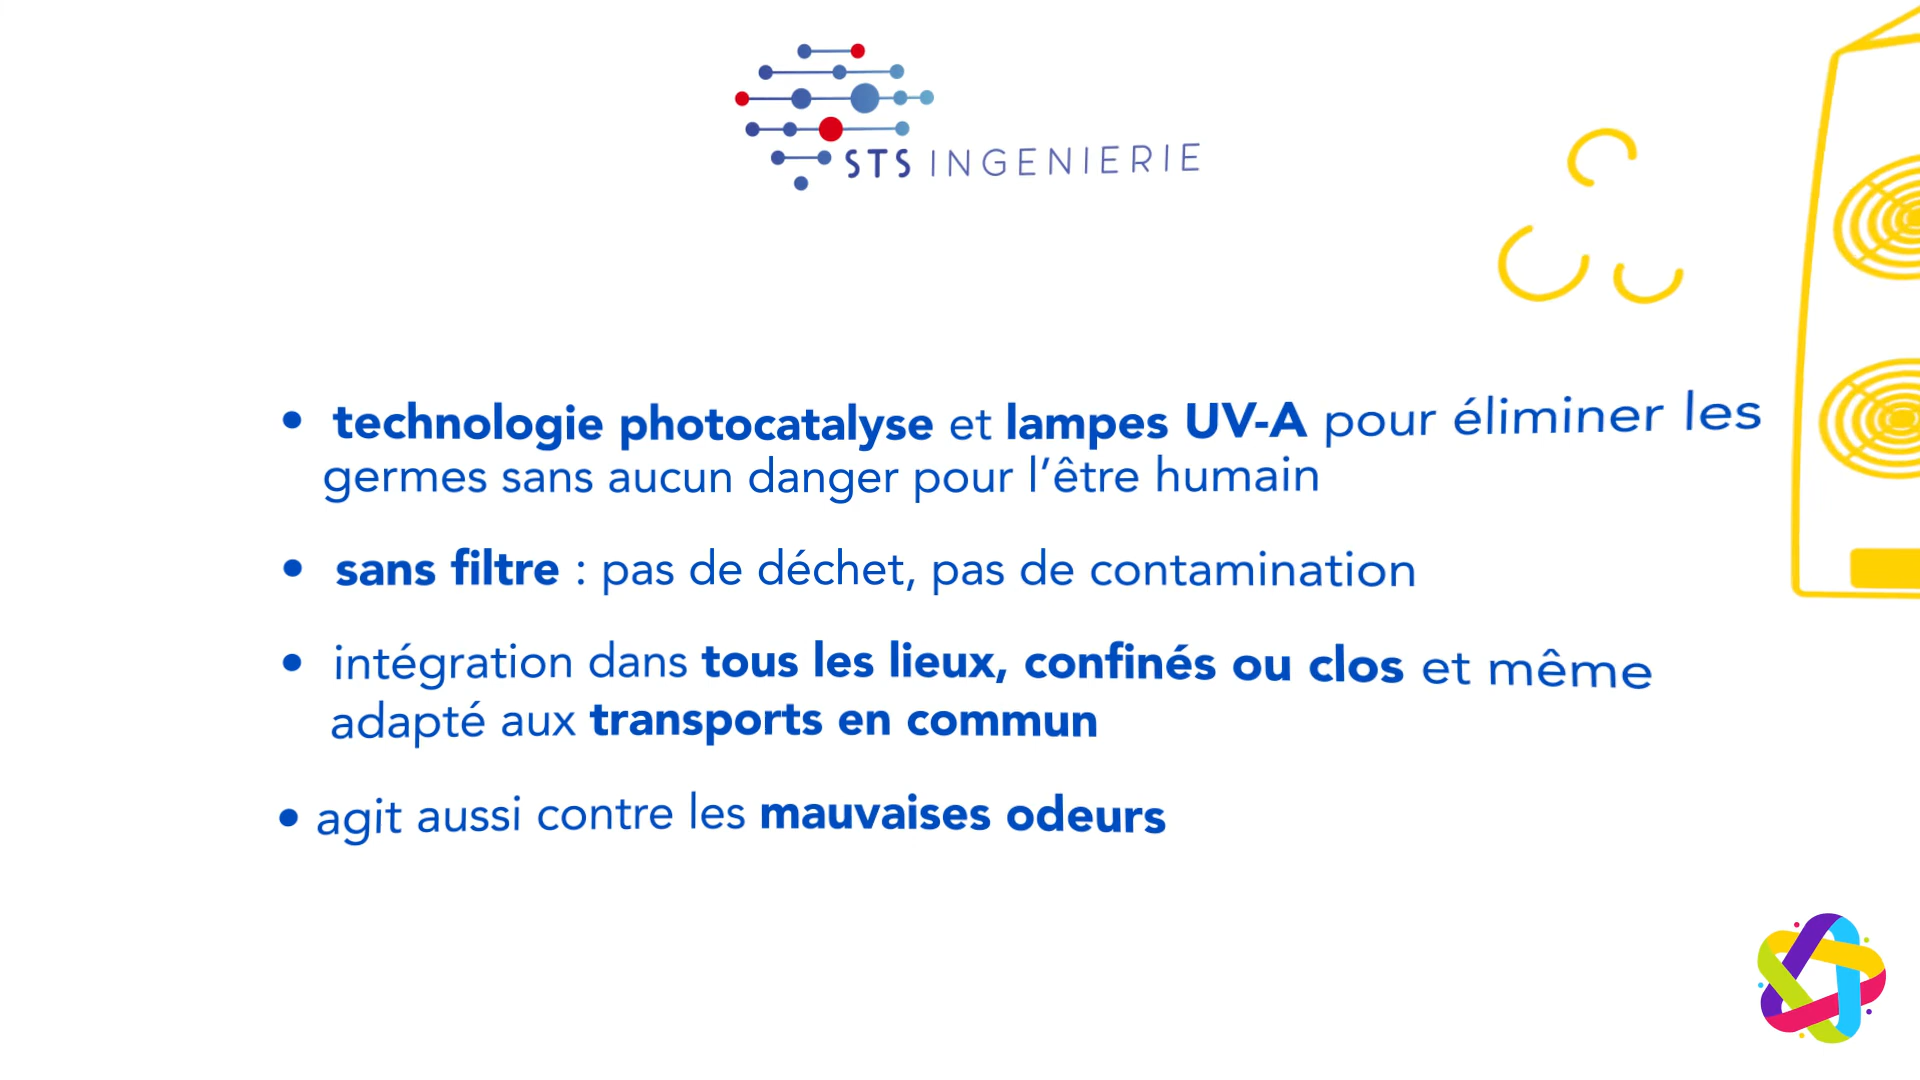 STS INGENIERIE
• technologie photocatalyse et lampes UV-A pour éliminer les
germes sans aucun danger pour l’être humain
• sans filtre : pas de déchet, pas de contamination
• intégration dans tous les lieux, confinés ou clos et même
adapté aux transports en commun
• agit aussi contre les mauvaises odeurs